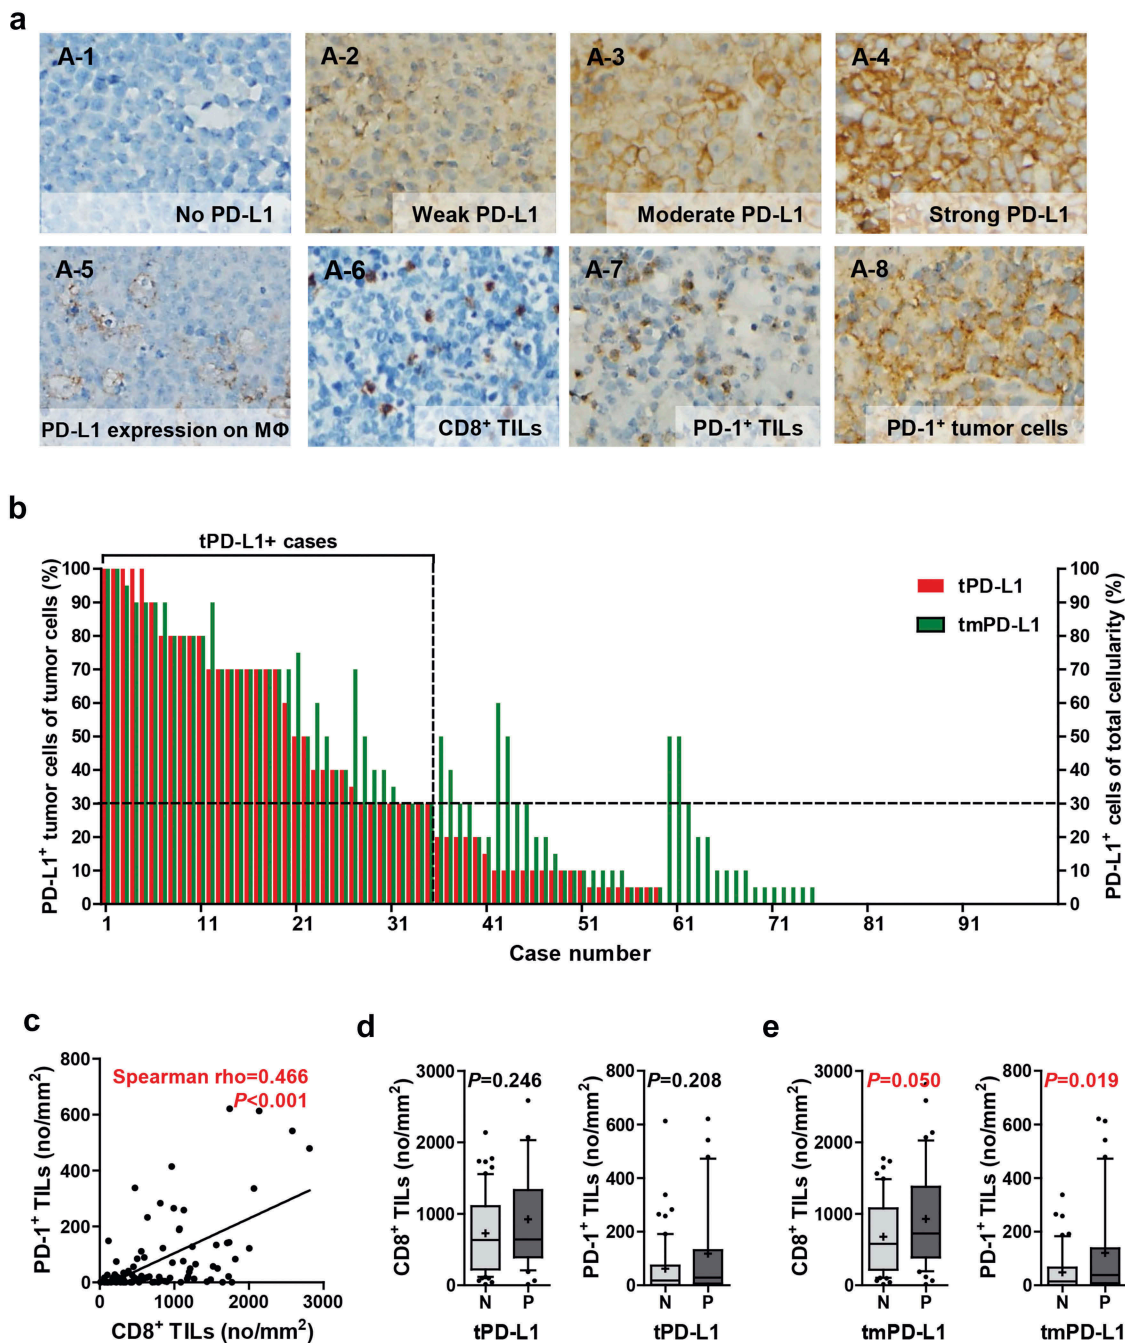 a
A-1
A-2
A-3
A-4
No PD-L1
Weak PD-L1
Moderate PD-L1
Strong PD-L1
A-5
A-6
A-7
A-8
PD-L1 expression on MΦ
CD8⁺ TILs
PD-1⁺ TILs
PD-1⁺ tumor cells
b
tPD-L1+ cases
PD-L1⁺ tumor cells of tumor cells (%)
100
90
80
70
60
50
40
30
20
10
0
tPD-L1
tmPD-L1
100
90
80
70
60
50
40
30
20
10
0
PD-L1⁺ cells of total cellularity (%)
1 11 21 31 41 51 61 71 81 91
Case number
c
PD-1⁺ TILs (no/mm²)
800
600
400
200
0
Spearman rho=0.466
P<0.001
0 1000 2000 3000
CD8⁺ TILs (no/mm²)
d
CD8⁺ TILs (no/mm²)
3000
2000
1000
0
P=0.246
N P
tPD-L1
PD-1⁺ TILs (no/mm²)
800
600
400
200
0
P=0.208
N P
tPD-L1
e
CD8⁺ TILs (no/mm²)
3000
2000
1000
0
P=0.050
N P
tmPD-L1
PD-1⁺ TILs (no/mm²)
800
600
400
200
0
P=0.019
N P
tmPD-L1